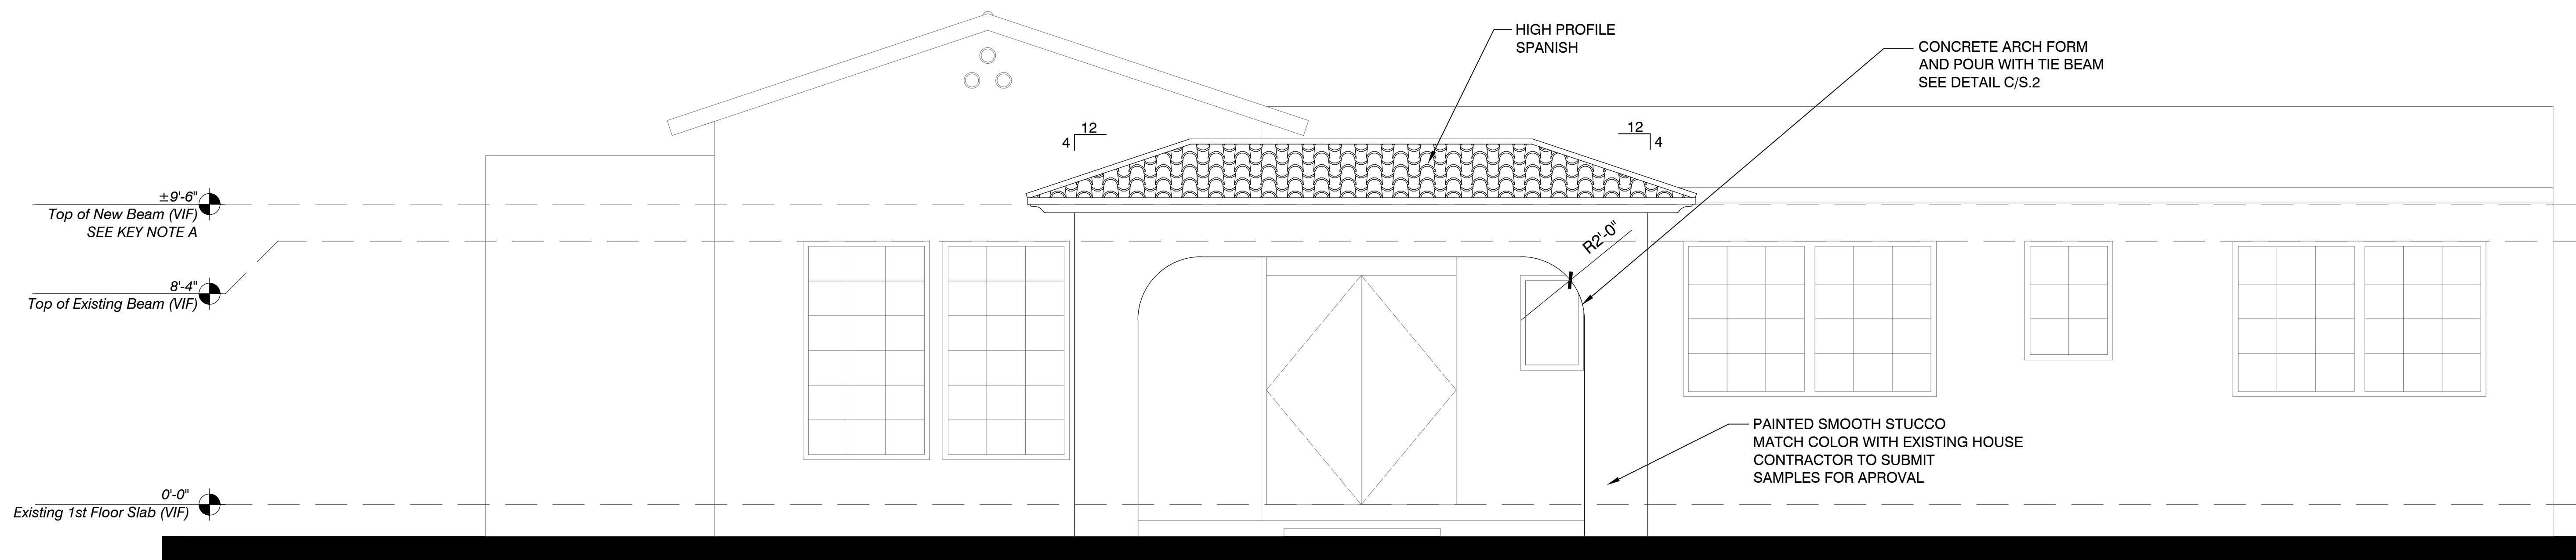 HIGH PROFILE
SPANISH
CONCRETE ARCH FORM
AND POUR WITH TIE BEAM
SEE DETAIL C/S.2
12
4
12
4
±9'-6"
Top of New Beam (VIF)
SEE KEY NOTE A
R2'-0"
8'-4"
Top of Existing Beam (VIF)
PAINTED SMOOTH STUCCO
MATCH COLOR WITH EXISTING HOUSE
CONTRACTOR TO SUBMIT
SAMPLES FOR APROVAL
0'-0"
Existing 1st Floor Slab (VIF)